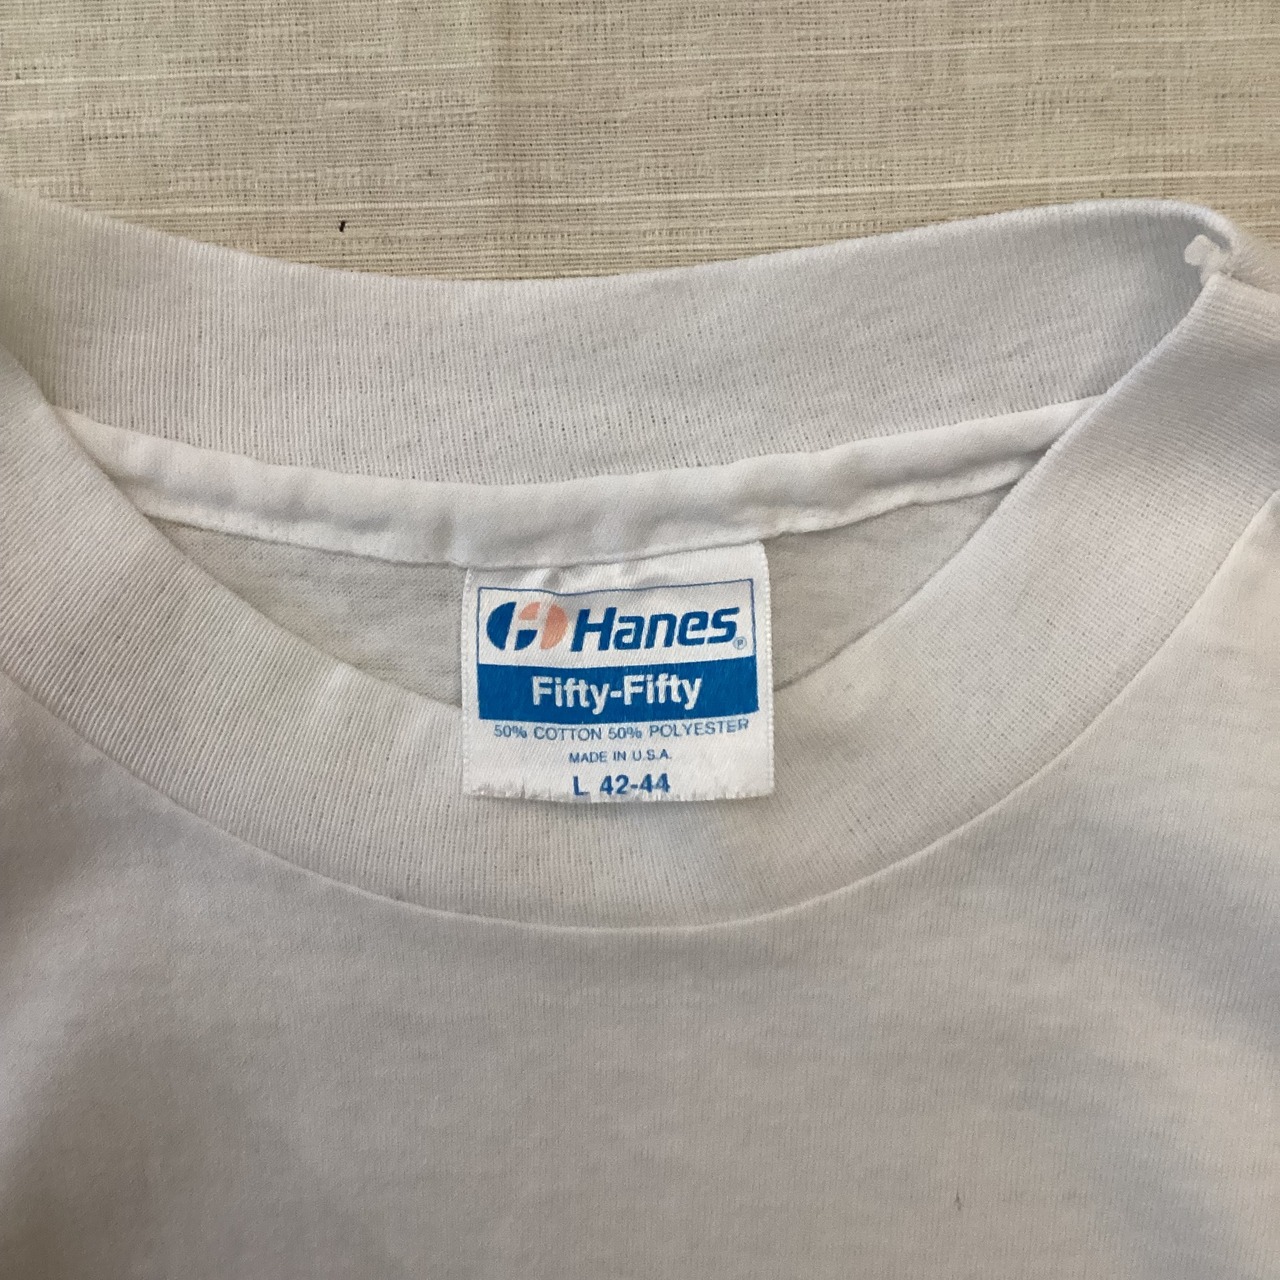 Hanes®
Fifty-Fifty
50% COTTON 50% POLYESTER
MADE IN U.S.A.
L 42-44